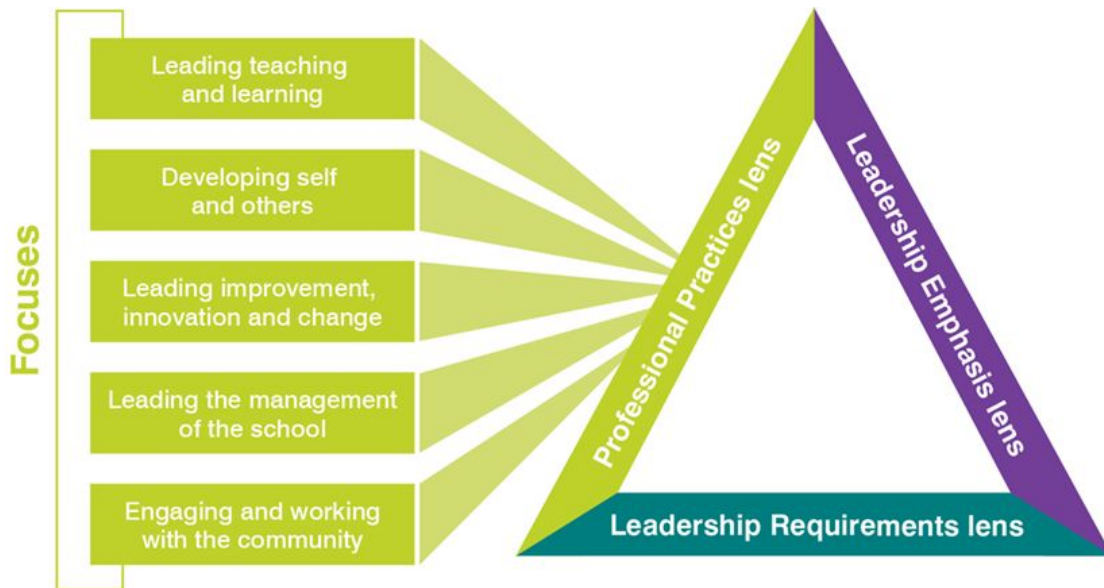 Focuses
Leading teaching
and learning
Developing self
and others
Leading improvement,
innovation and change
Leading the management
of the school
Engaging and working
with the community
Professional Practices lens
Leadership Emphasis lens
Leadership Requirements lens